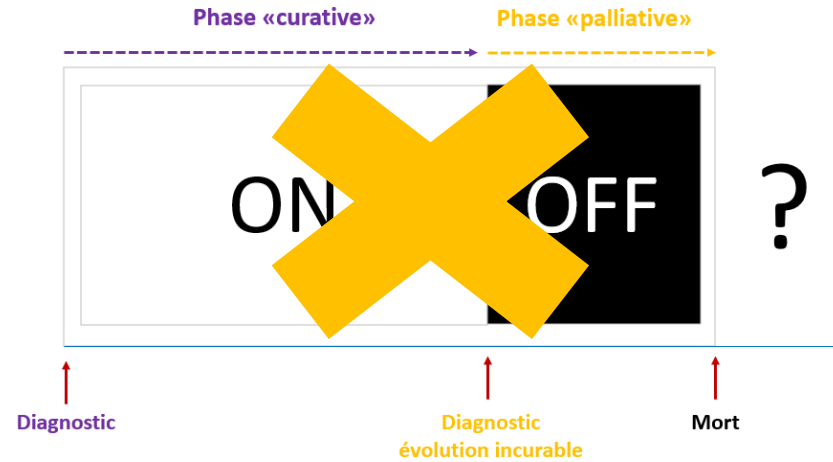 Phase «curative»
Phase «palliative»
ON
OFF
?
Diagnostic
Diagnostic
évolution incurable
Mort